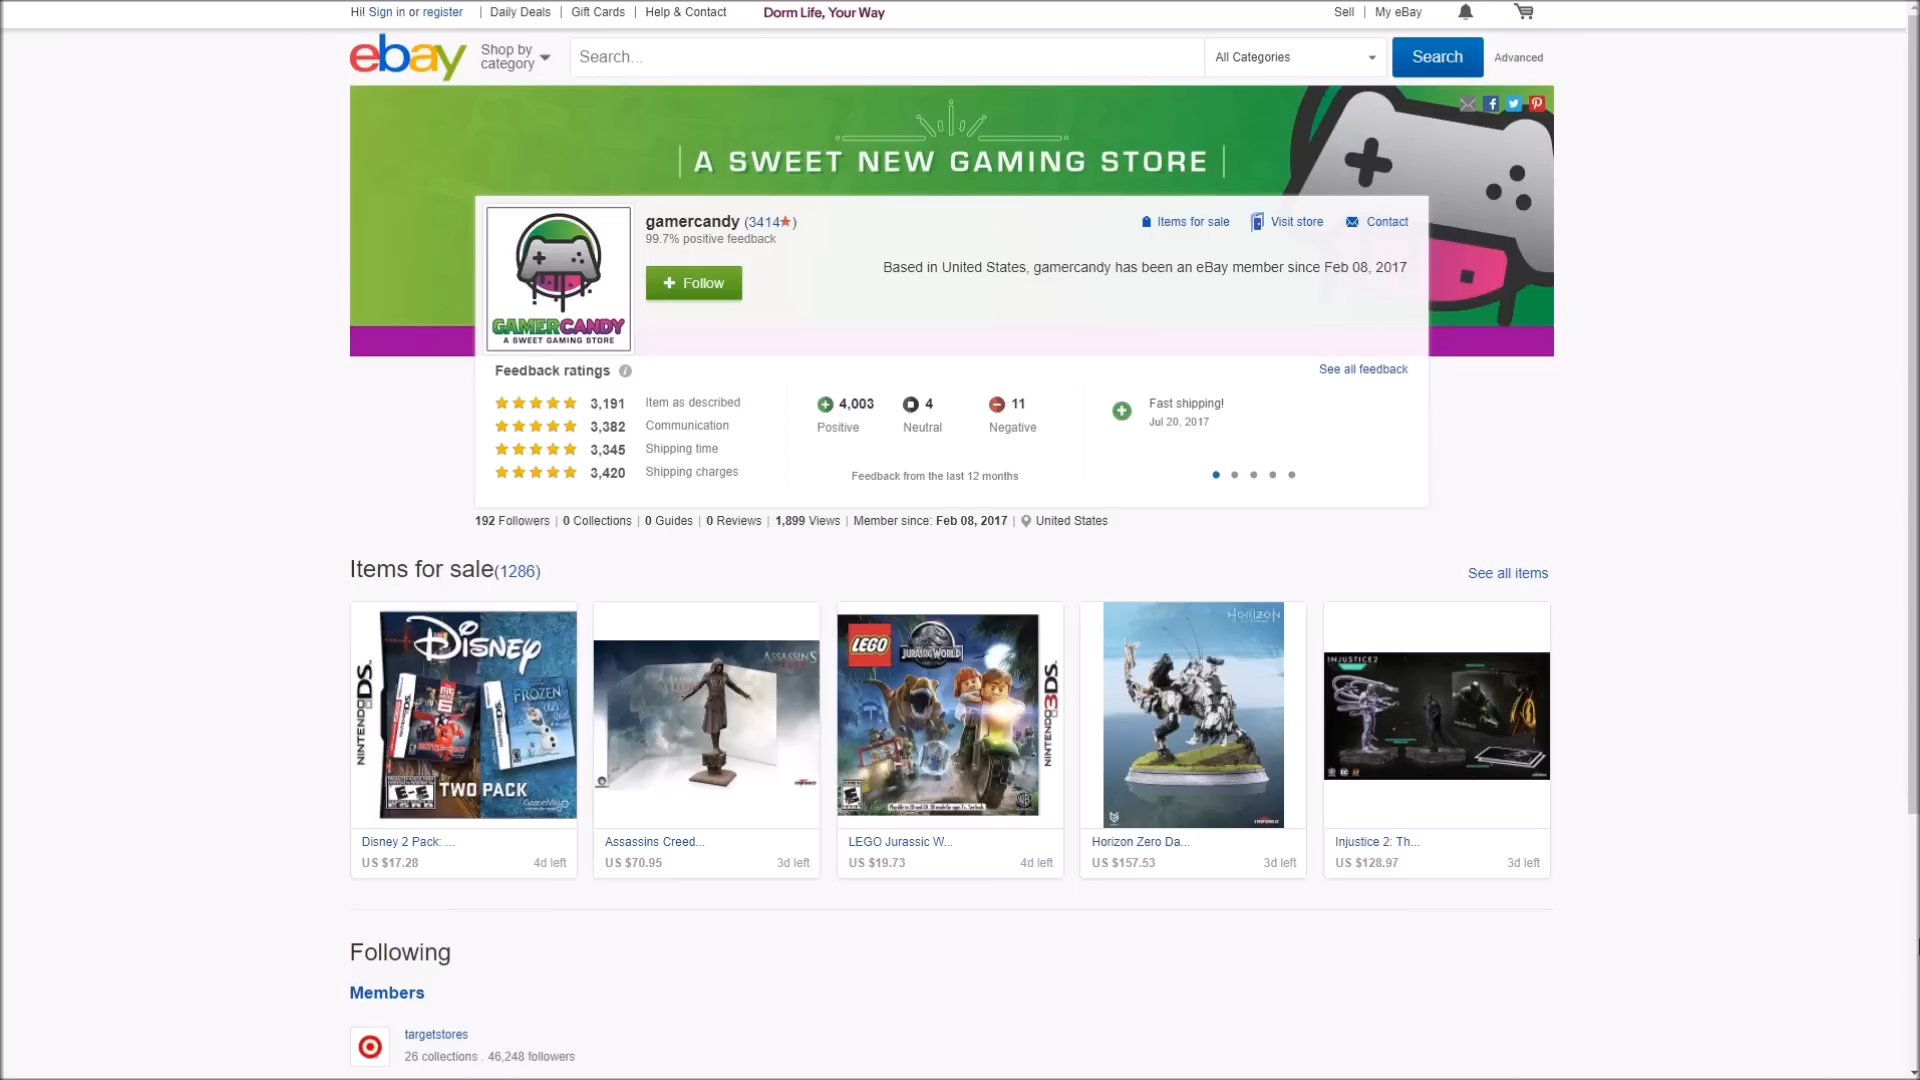 Hi! Sign in or register | Daily Deals | Gift Cards | Help & Contact Dorm Life, Your Way Sell | My eBay
ebay Shop by category Search... All Categories Search Advanced
A SWEET NEW GAMING STORE
gamercandy (3414★) Items for sale Visit store Contact
99.7% positive feedback
Based in United States, gamercandy has been an eBay member since Feb 08, 2017
+ Follow
GAMERCANDY
A SWEET GAMING STORE
Feedback ratings See all feedback
3,191 Item as described
3,382 Communication
3,345 Shipping time
3,420 Shipping charges
4,003 4 11
Positive Neutral Negative
Feedback from the last 12 months
Fast shipping!
Jul 20, 2017
192 Followers | 0 Collections | 0 Guides | 0 Reviews | 1,899 Views | Member since: Feb 08, 2017 | United States
Items for sale(1286) See all items
NINTENDO DS
Disney
FROZEN
TWO PACK
GameMill
ASSASSINS
LEGO
JURASSIC WORLD
NINTENDO 3DS
HORIZON
INJUSTICE 2
Disney 2 Pack: ...
US $17.28 4d left
Assassins Creed...
US $70.95 3d left
LEGO Jurassic W...
US $19.73 4d left
Horizon Zero Da...
US $157.53 3d left
Injustice 2: Th...
US $128.97 3d left
Following
Members
targetstores
26 collections . 46,248 followers